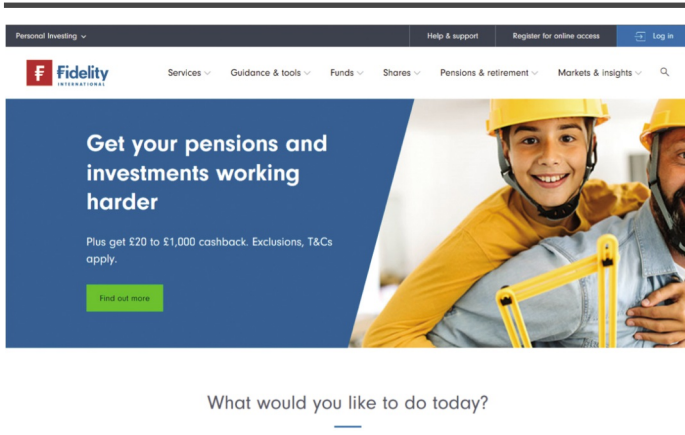 Personal Investing
Help & support
Register for online access
Log in
Fidelity
INTERNATIONAL
Services
Guidance & tools
Funds
Shares
Pensions & retirement
Markets & insights
Get your pensions and
investments working
harder
Plus get £20 to £1,000 cashback. Exclusions, T&Cs
apply.
Find out more
What would you like to do today?